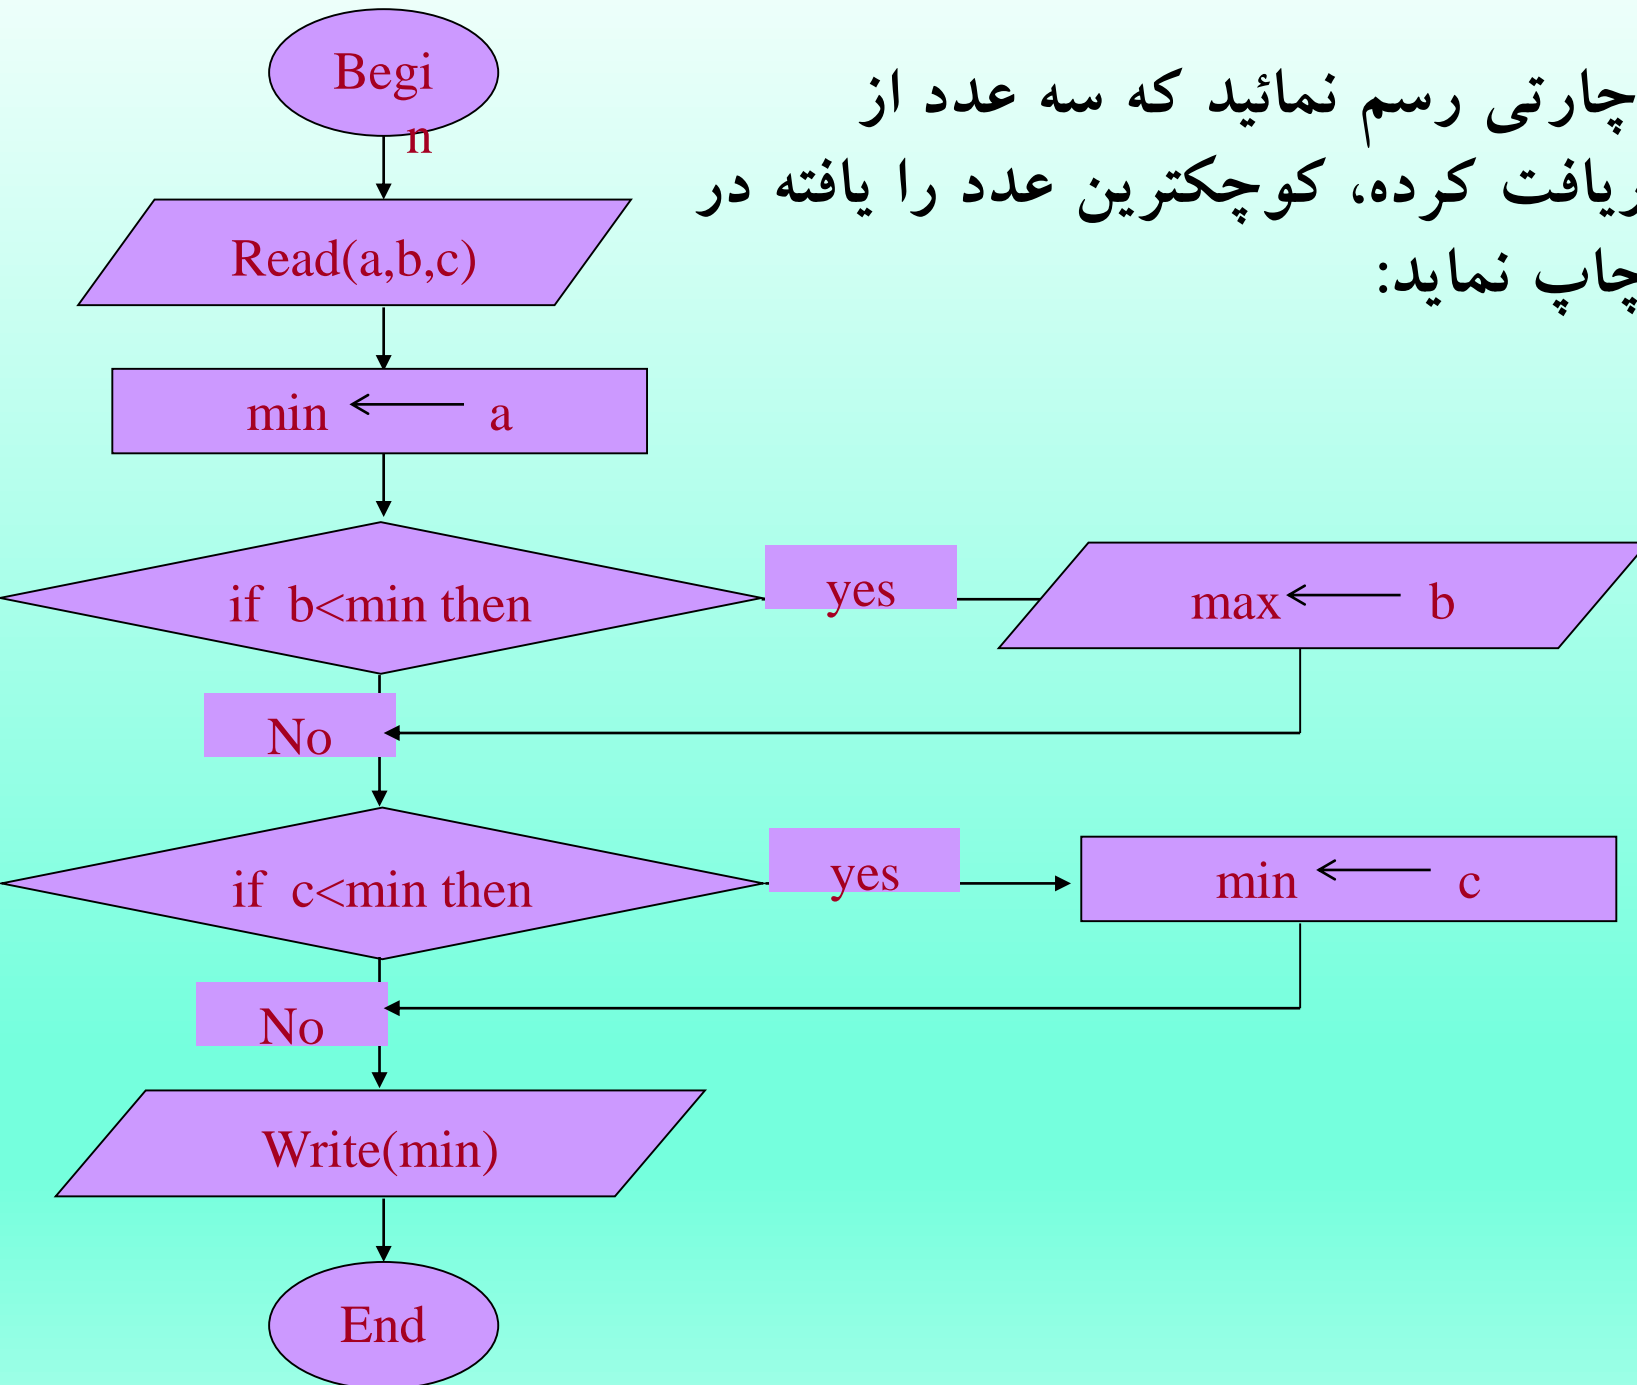 چارتی رسم نمائید که سه عدد از
کرده، کوچکترین عدد را یافته در
چاپ نماید:
Begi
n
Read(a,b,c)
min ← a
if b<min then
yes
max ← b
No
if c<min then
yes
min ← c
No
Write(min)
End